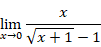 lim x→0 x / (√(x + 1) − 1)